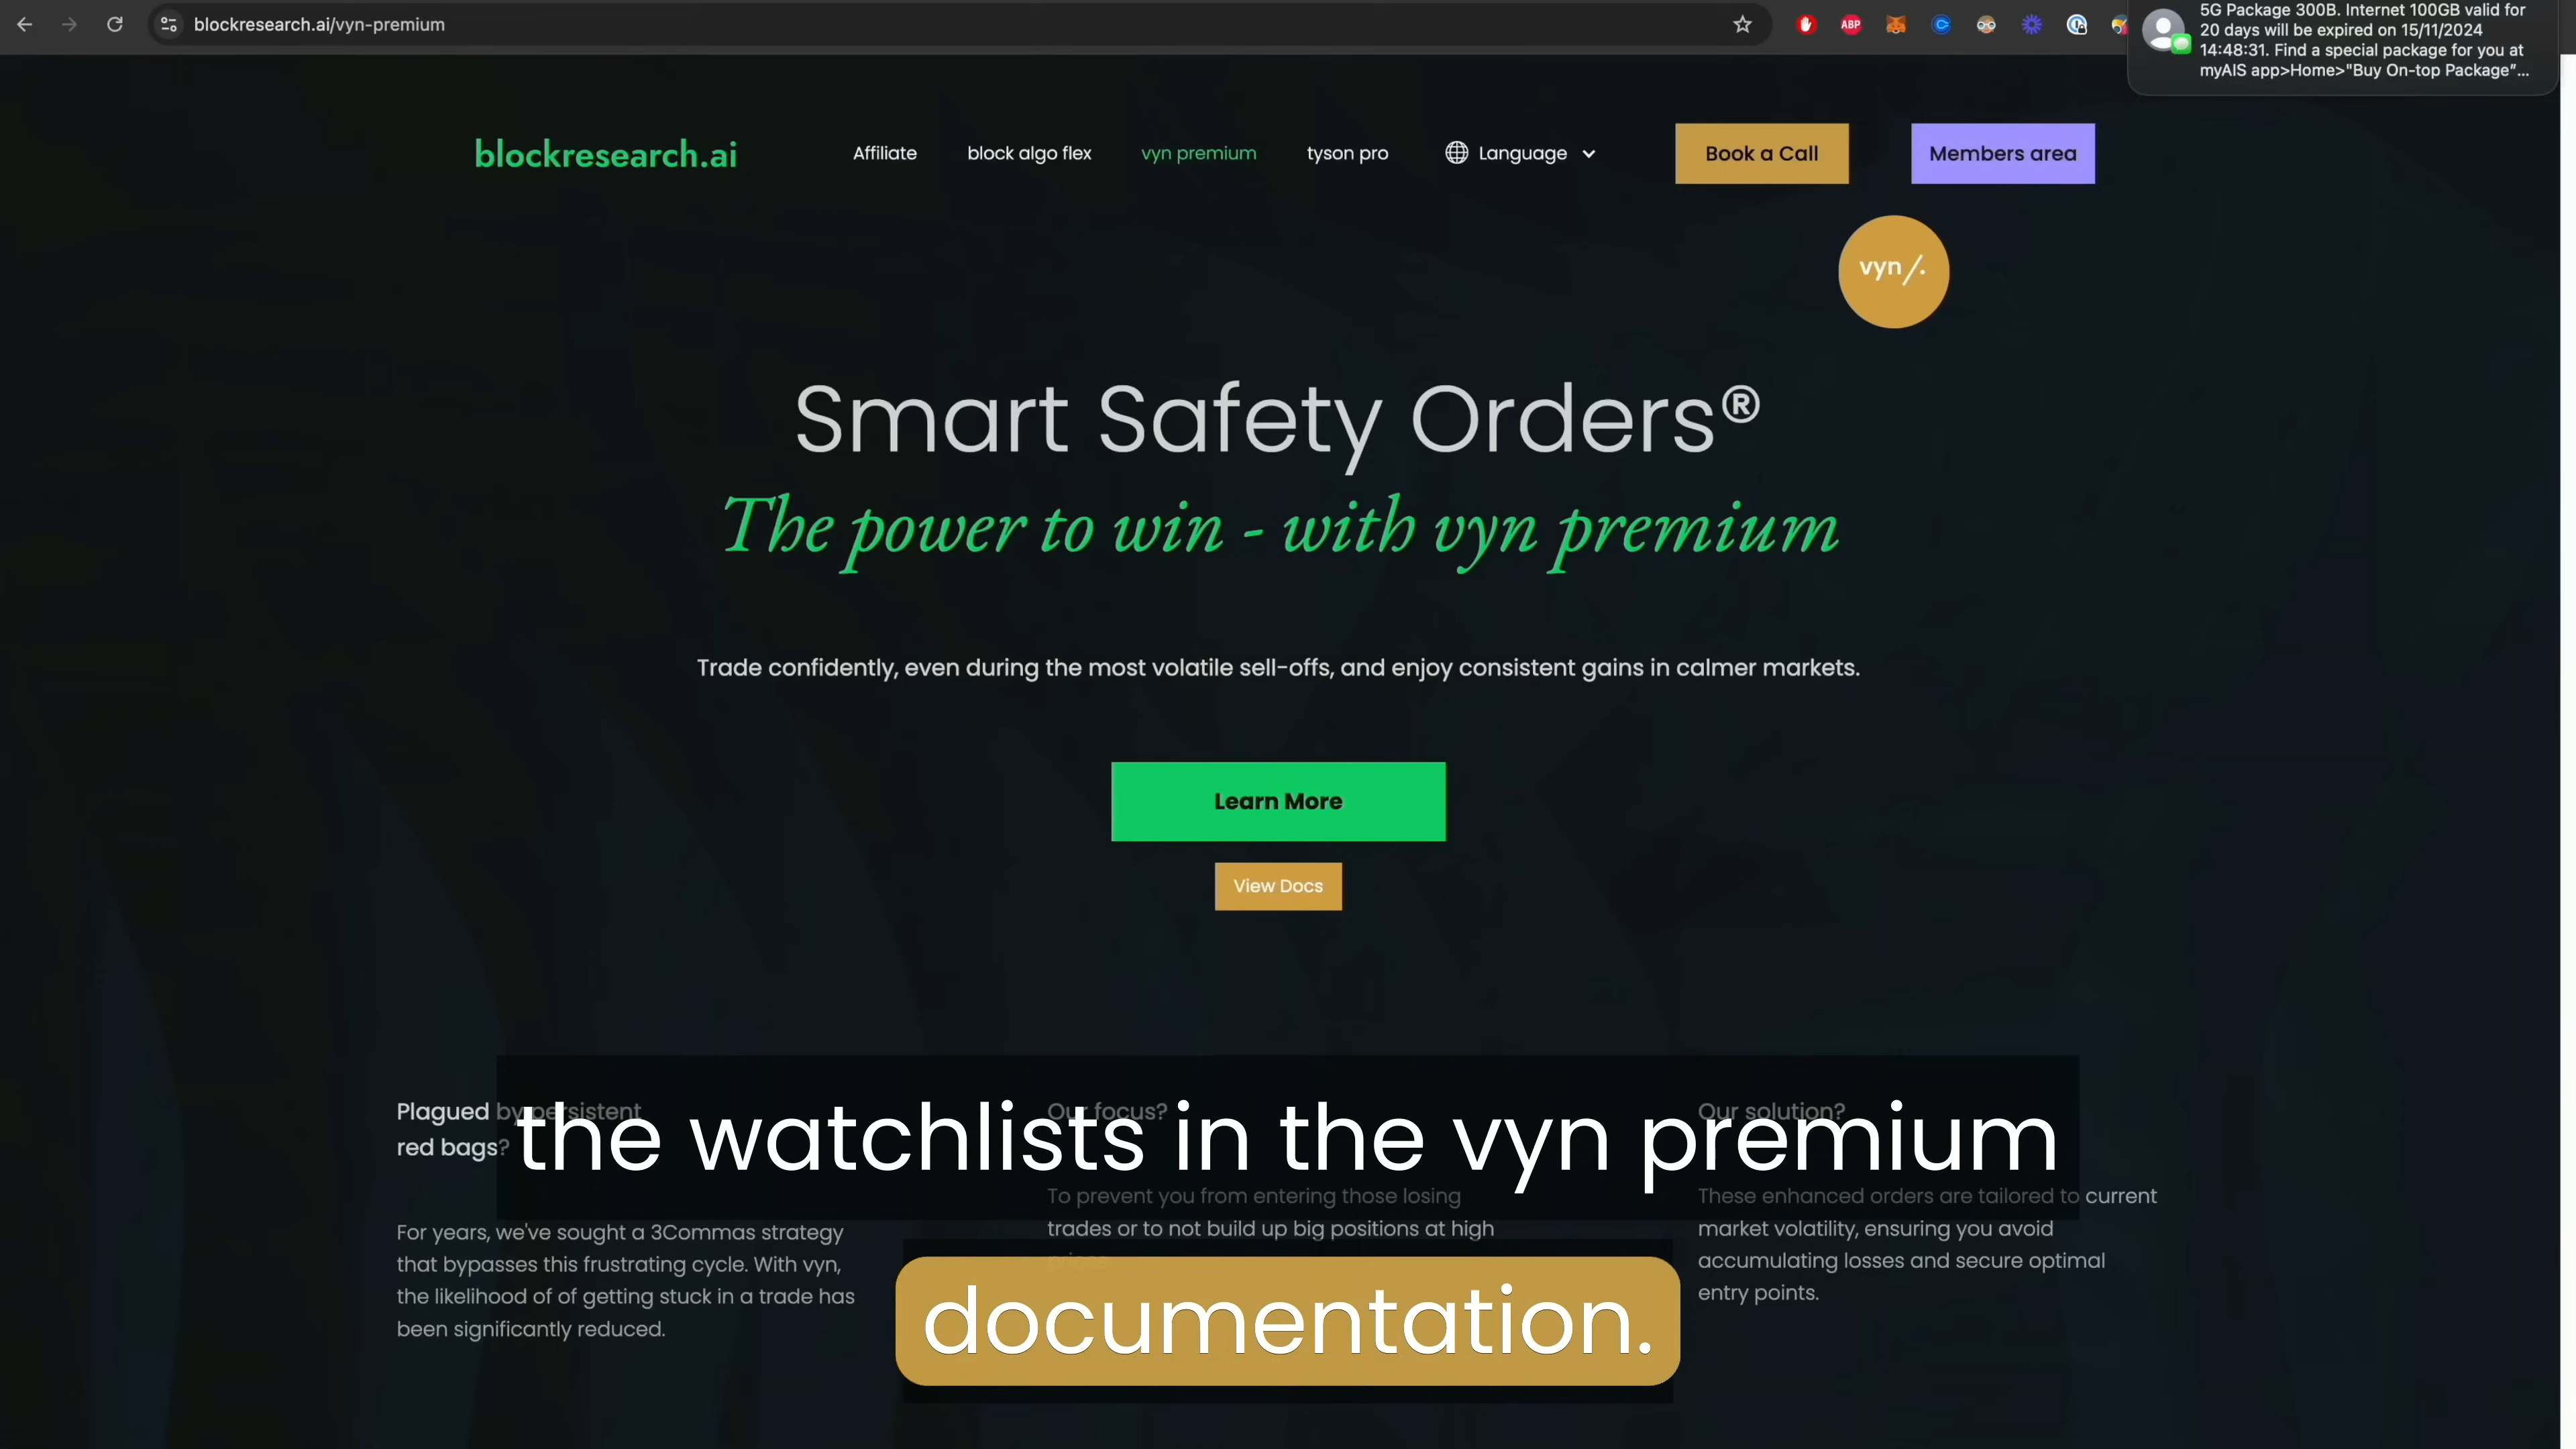 blockresearch.ai/vyn-premium
ABP
5G Package 300B. Internet 100GB valid for
20 days will be expired on 15/11/2024
14:48:31. Find a special package for you at
myAIS app>Home>"Buy On-top Package"...
blockresearch.ai
Affiliate
block algo flex
vyn premium
tyson pro
Language
Book a Call
Members area
vyn/.
Smart Safety Orders®
The power to win - with vyn premium
Trade confidently, even during the most volatile sell-offs, and enjoy consistent gains in calmer markets.
Learn More
View Docs
Plagued by persistent
red bags?
For years, we've sought a 3Commas strategy
that bypasses this frustrating cycle. With vyn,
the likelihood of of getting stuck in a trade has
been significantly reduced.
Our focus?
To prevent you from entering those losing
trades or to not build up big positions at high
Our solution?
These enhanced orders are tailored to current
market volatility, ensuring you avoid
accumulating losses and secure optimal
entry points.
the watchlists in the vyn premium
documentation.